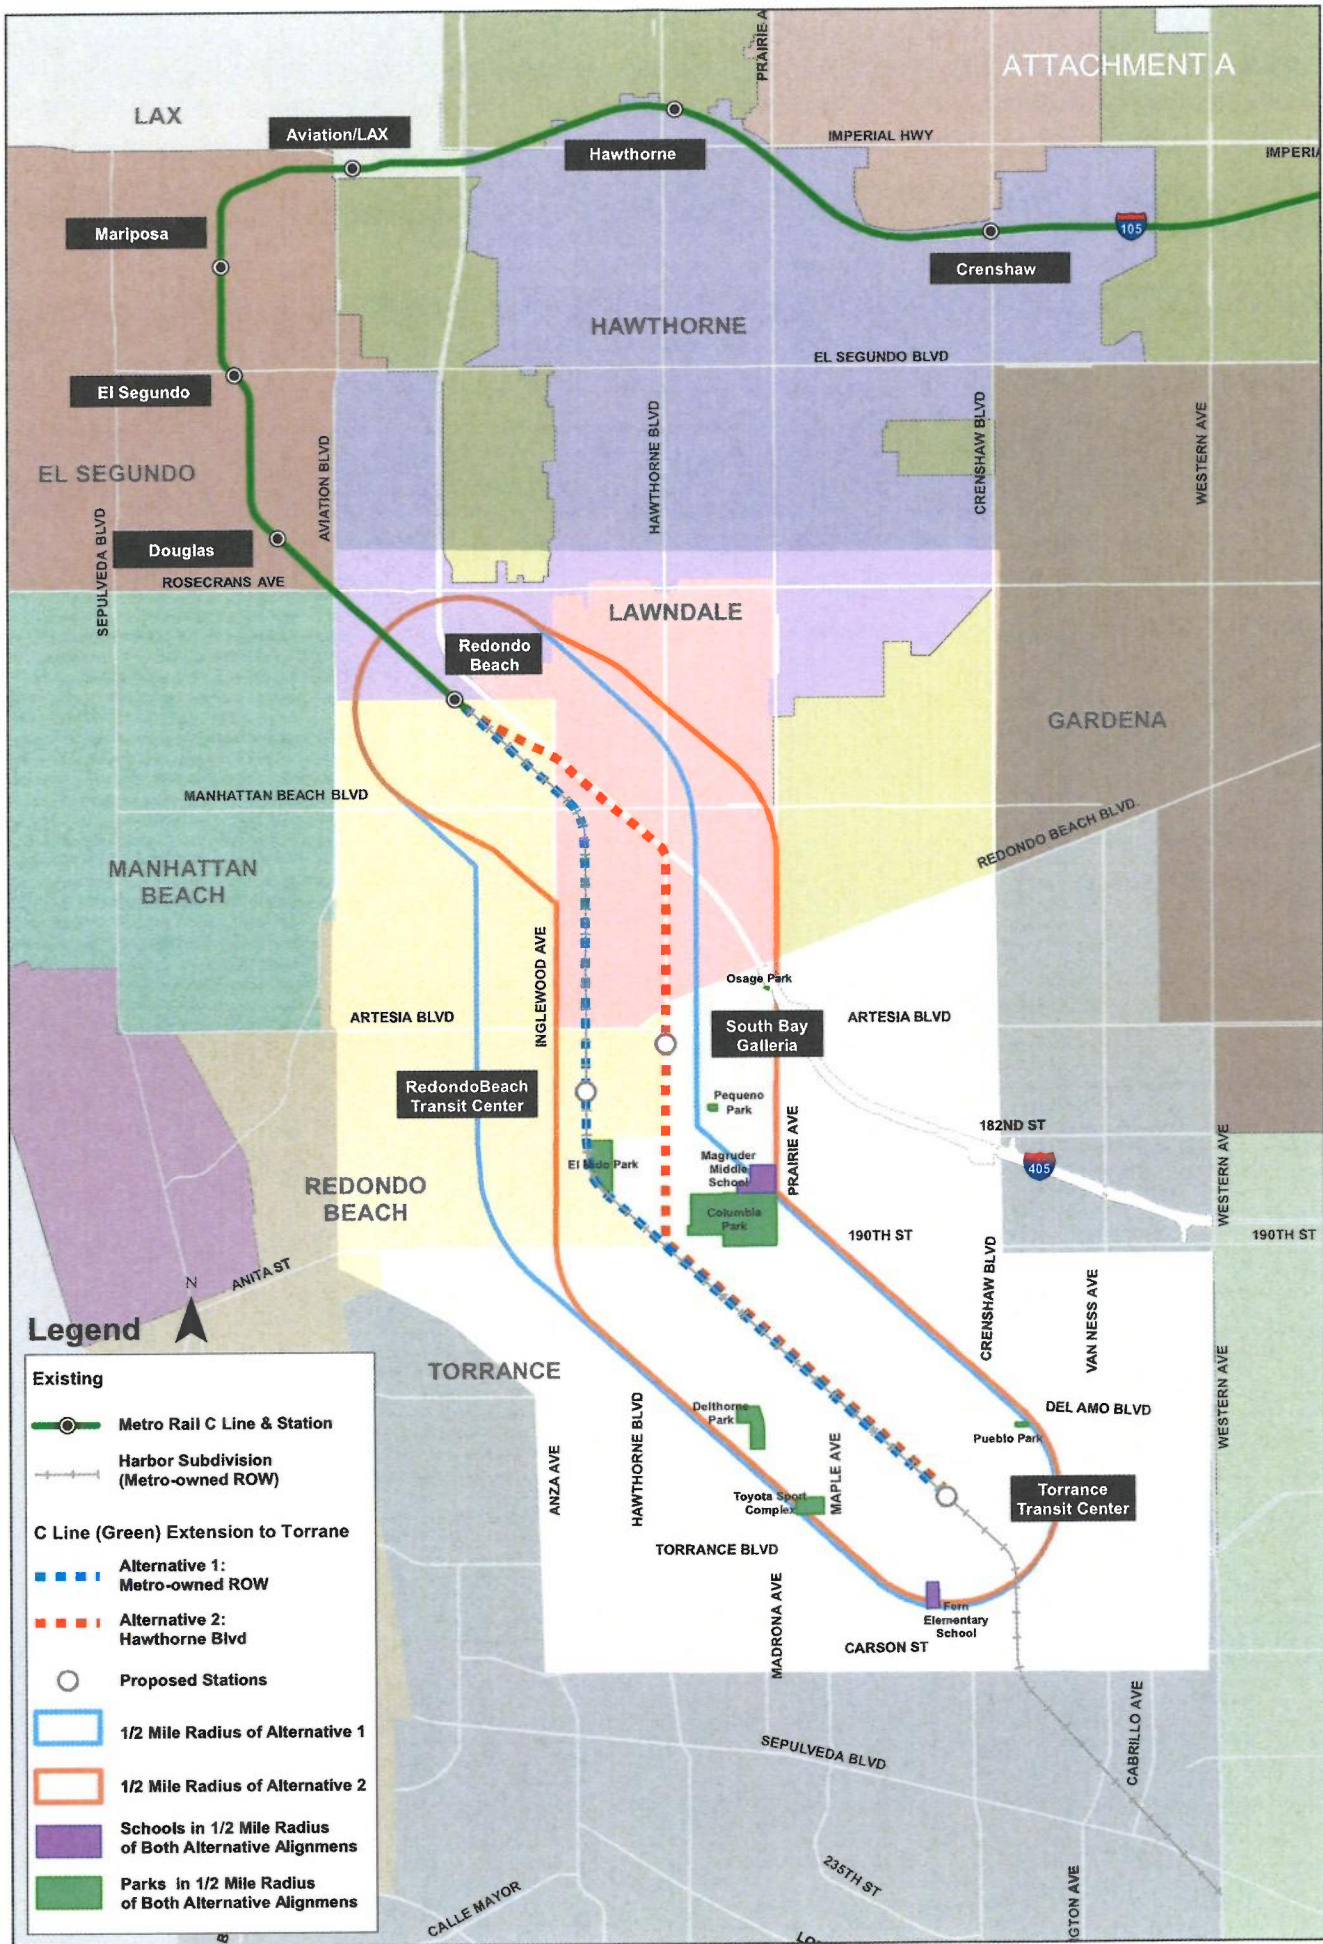 ATTACHMENT A
PRAIRIE A
LAX
Aviation/LAX
Hawthorne
IMPERIAL HWY
IMPERIA
Mariposa
105
Crenshaw
HAWTHORNE
EL SEGUNDO BLVD
El Segundo
EL SEGUNDO
AVIATION BLVD
HAWTHORNE BLVD
CRENSHAW BLVD
WESTERN AVE
SEPULVEDA BLVD
Douglas
ROSECRANS AVE
LAWNDALE
Redondo
Beach
GARDENA
MANHATTAN BEACH BLVD
REDONDO BEACH BLVD.
MANHATTAN
BEACH
INGLEWOOD AVE
Osage Park
ARTESIA BLVD
South Bay
Galleria
ARTESIA BLVD
RedondoBeach
Transit Center
Pequeno
Park
182ND ST
405
El Nido Park
Magruder
Middle
School
PRAIRIE AVE
WESTERN AVE
REDONDO
BEACH
Columbia
Park
190TH ST
190TH ST
ANITA ST
N
CRENSHAW BLVD
VAN NESS AVE
Legend
TORRANCE
WESTERN AVE
Existing
Metro Rail C Line & Station
Harbor Subdivision
(Metro-owned ROW)
C Line (Green) Extension to Torrane
Alternative 1:
Metro-owned ROW
Alternative 2:
Hawthorne Blvd
Proposed Stations
1/2 Mile Radius of Alternative 1
1/2 Mile Radius of Alternative 2
Schools in 1/2 Mile Radius
of Both Alternative Alignmens
Parks in 1/2 Mile Radius
of Both Alternative Alignmens
ANZA AVE
HAWTHORNE BLVD
Delthorne
Park
MAPLE AVE
DEL AMO BLVD
Pueblo Park
Toyota Sport
Complex
Torrance
Transit Center
TORRANCE BLVD
MADRONA AVE
Fern
Elementary
School
CARSON ST
CABRILLO AVE
SEPULVEDA BLVD
235TH ST
CALLE MAYOR
GTON AVE
LO
B